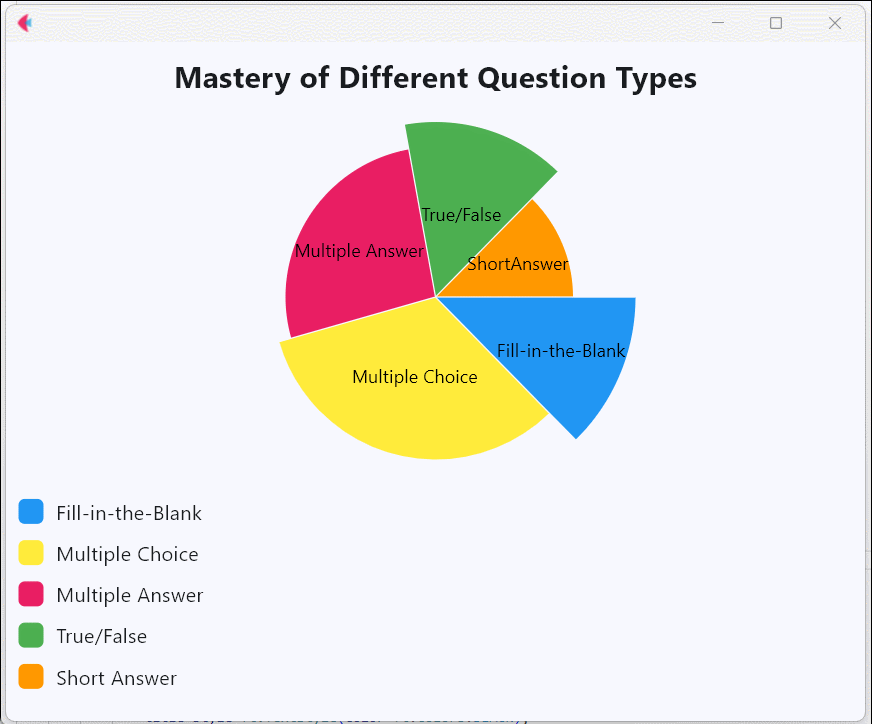 Mastery of Different Question Types
True/False
Multiple Answer
ShortAnswer
Fill-in-the-Blank
Multiple Choice
Fill-in-the-Blank
Multiple Choice
Multiple Answer
True/False
Short Answer